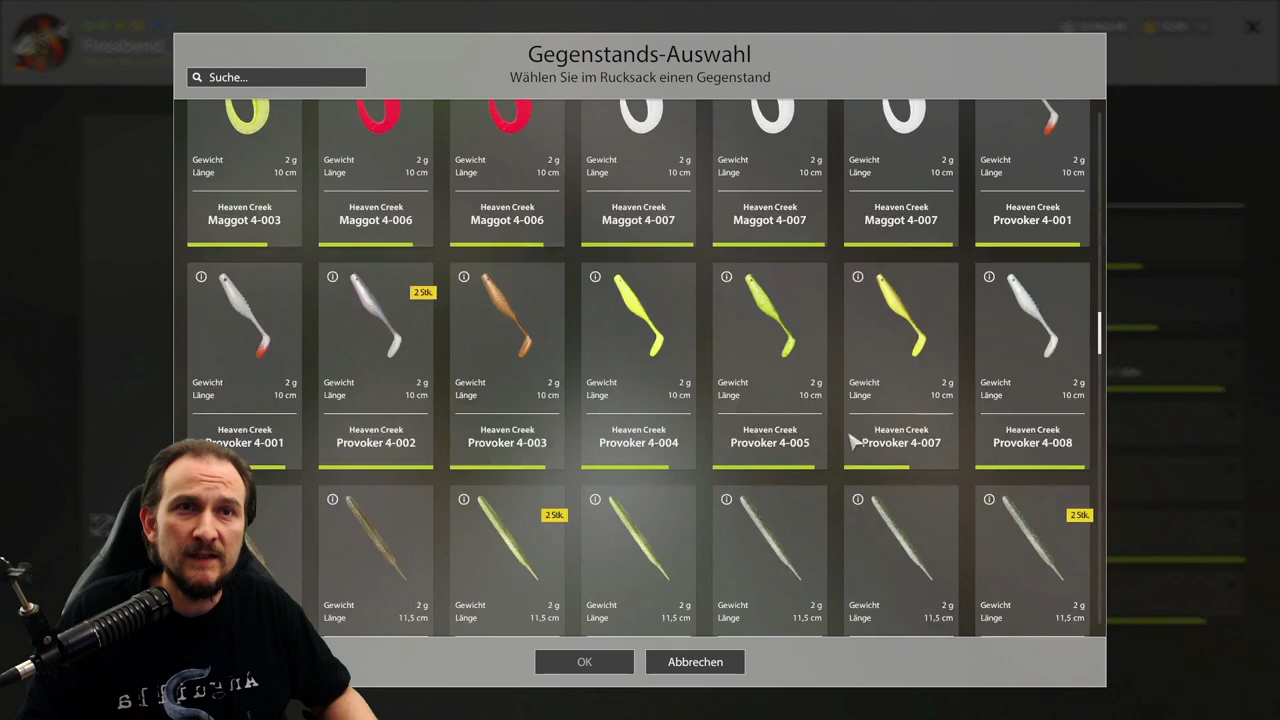 Gegenstands-Auswahl
Suche...
Wählen Sie im Rucksack einen Gegenstand
Gewicht 2 g Gewicht 2 g Gewicht 2 g Gewicht 2 g Gewicht 2 g Gewicht 2 g Gewicht 2 g
Länge 10 cm Länge 10 cm Länge 10 cm Länge 10 cm Länge 10 cm Länge 10 cm Länge 10 cm
Heaven Creek Heaven Creek Heaven Creek Heaven Creek Heaven Creek Heaven Creek Heaven Creek
Maggot 4-003 Maggot 4-006 Maggot 4-006 Maggot 4-007 Maggot 4-007 Maggot 4-007 Provoker 4-001
2 Stk.
Gewicht 2 g Gewicht 2 g Gewicht 2 g Gewicht 2 g Gewicht 2 g Gewicht 2 g Gewicht 2 g
Länge 10 cm Länge 10 cm Länge 10 cm Länge 10 cm Länge 10 cm Länge 10 cm Länge 10 cm
Heaven Creek Heaven Creek Heaven Creek Heaven Creek Heaven Creek Heaven Creek Heaven Creek
Provoker 4-001 Provoker 4-002 Provoker 4-003 Provoker 4-004 Provoker 4-005 Provoker 4-007 Provoker 4-008
2 Stk. 2 Stk.
Gewicht 2 g Gewicht 2 g Gewicht 2 g Gewicht 2 g Gewicht 2 g Gewicht 2 g
Länge 11,5 cm Länge 11,5 cm Länge 11,5 cm Länge 11,5 cm Länge 11,5 cm Länge 11,5 cm
OK Abbrechen